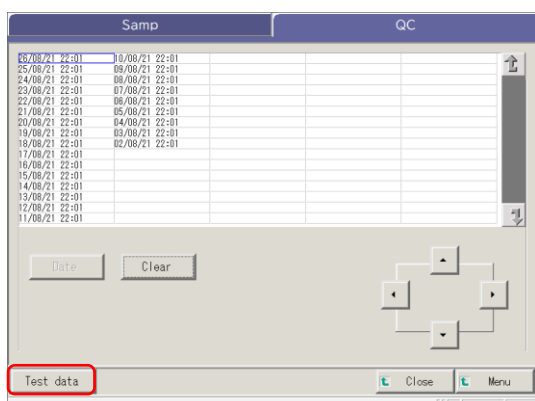 Samp QC
26/08/21 22:01 10/08/21 22:01
25/08/21 22:01 09/08/21 22:01
24/08/21 22:01 08/08/21 22:01
23/08/21 22:01 07/08/21 22:01
22/08/21 22:01 06/08/21 22:01
21/08/21 22:01 05/08/21 22:01
20/08/21 22:01 04/08/21 22:01
19/08/21 22:01 03/08/21 22:01
18/08/21 22:01 02/08/21 22:01
17/08/21 22:01
16/08/21 22:01
15/08/21 22:01
14/08/21 22:01
13/08/21 22:01
12/08/21 22:01
11/08/21 22:01
Date Clear
Test data Close Menu